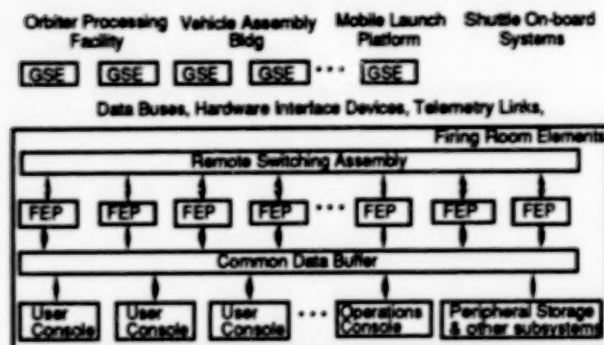 Orbiter Processing Facility
Vehicle Assembly Bldg
Mobile Launch Platform
Shuttle On-board Systems
GSE GSE GSE GSE ••• GSE
Data Buses, Hardware Interface Devices, Telemetry Links,
Firing Room Elements
Remote Switching Assembly
FEP FEP FEP FEP ••• FEP FEP FEP
Common Data Buffer
User Console
User Console
User Console
•••
Operations Console
Peripheral Storage & other subsystems